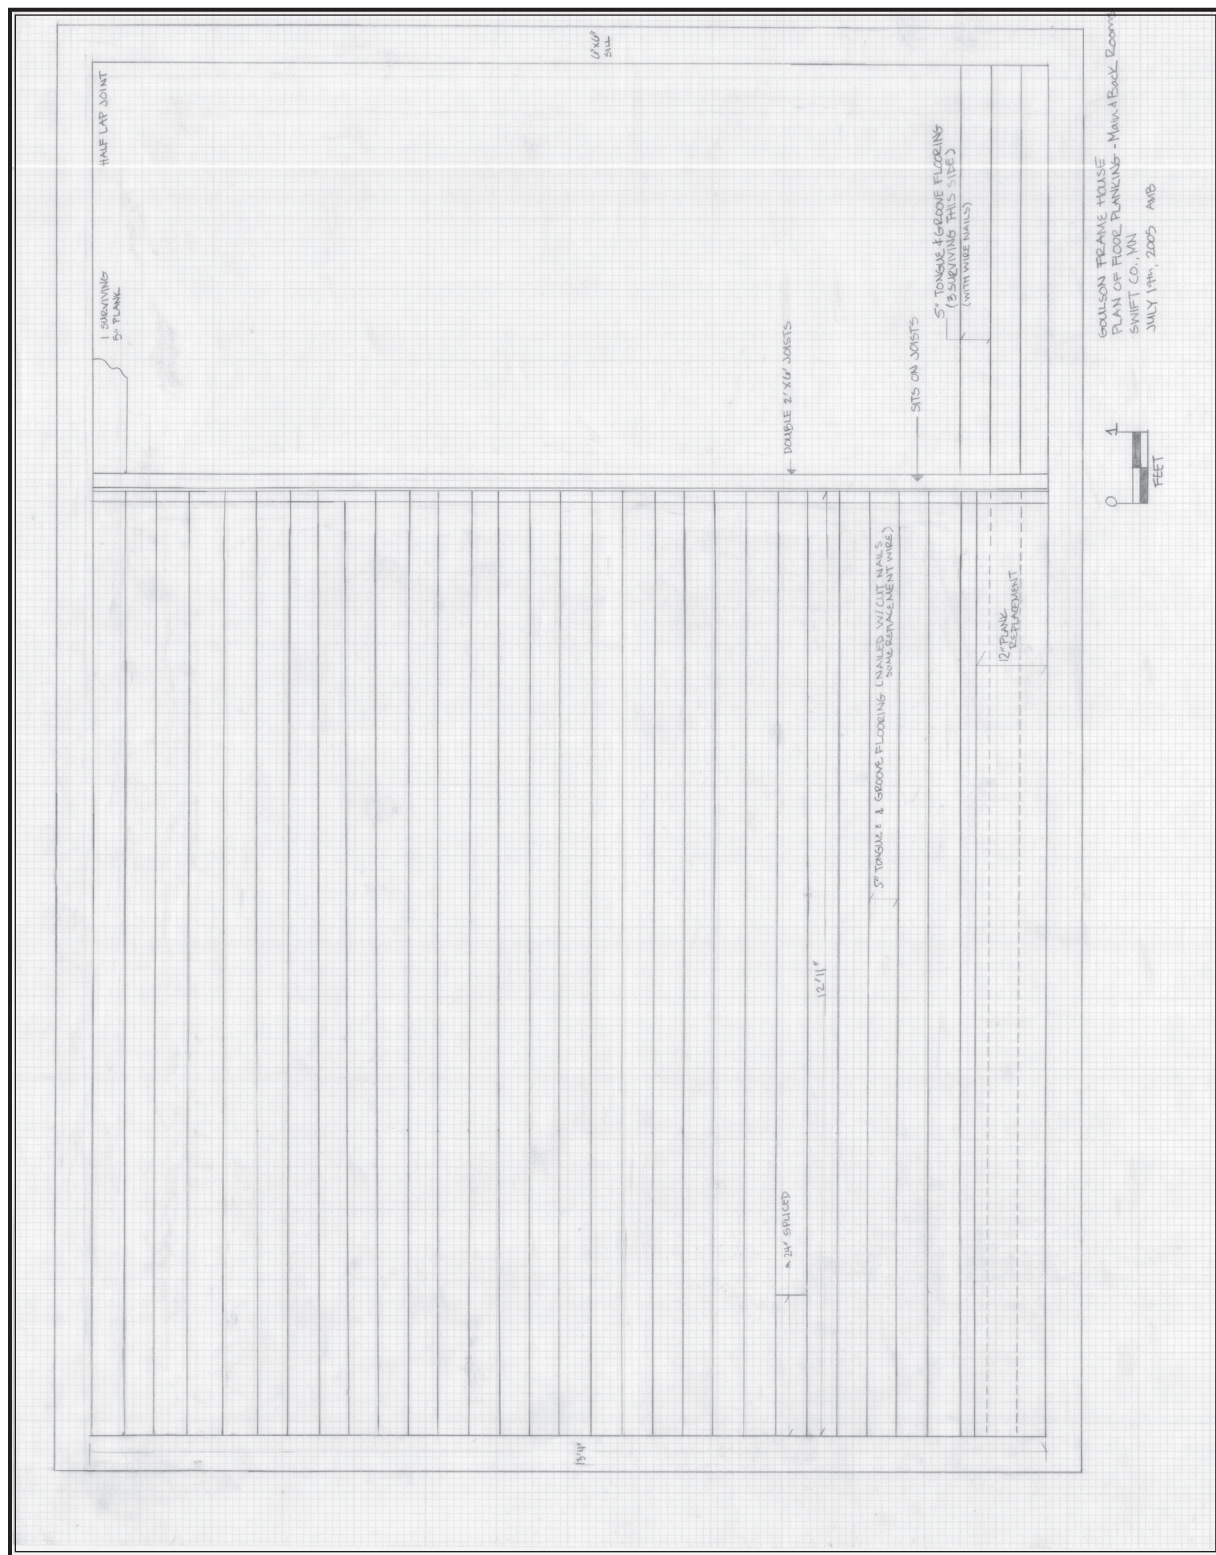 HALF LAP JOINT
1 SURVIVING
5" PLANK
6"X6"
SILL
13'4"
DOUBLE 2"X6" JOISTS
24" SPLICED
12'11"
5" TONGUE & GROOVE FLOORING (NAILED W/ CUT NAILS
SOME REPLACEMENT WIRE)
SITS ON JOISTS
5" TONGUE & GROOVE FLOORING
(3 SURVIVING THIS SIDE)
(WITH WIRE NAILS)
12" PLANK
REPLACEMENT
GOULSON FRAME HOUSE
PLAN OF FLOOR PLANKING - Main & Back Rooms
SWIFT CO., MN
JULY 19th, 2005 AMB
0 1
FEET